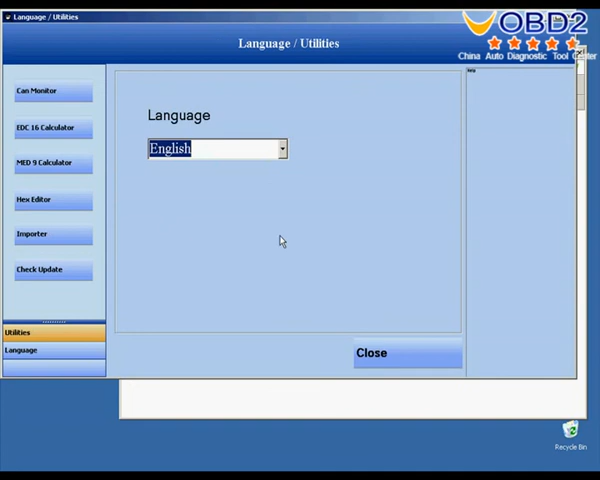 Language / Utilities
OBD2
China Auto Diagnostic Tool Center
Language / Utilities
Can Monitor
EDC 16 Calculator
MED 9 Calculator
Hex Editor
Importer
Check Update
Utilities
Language
Language
English
Close
Help
Recycle Bin